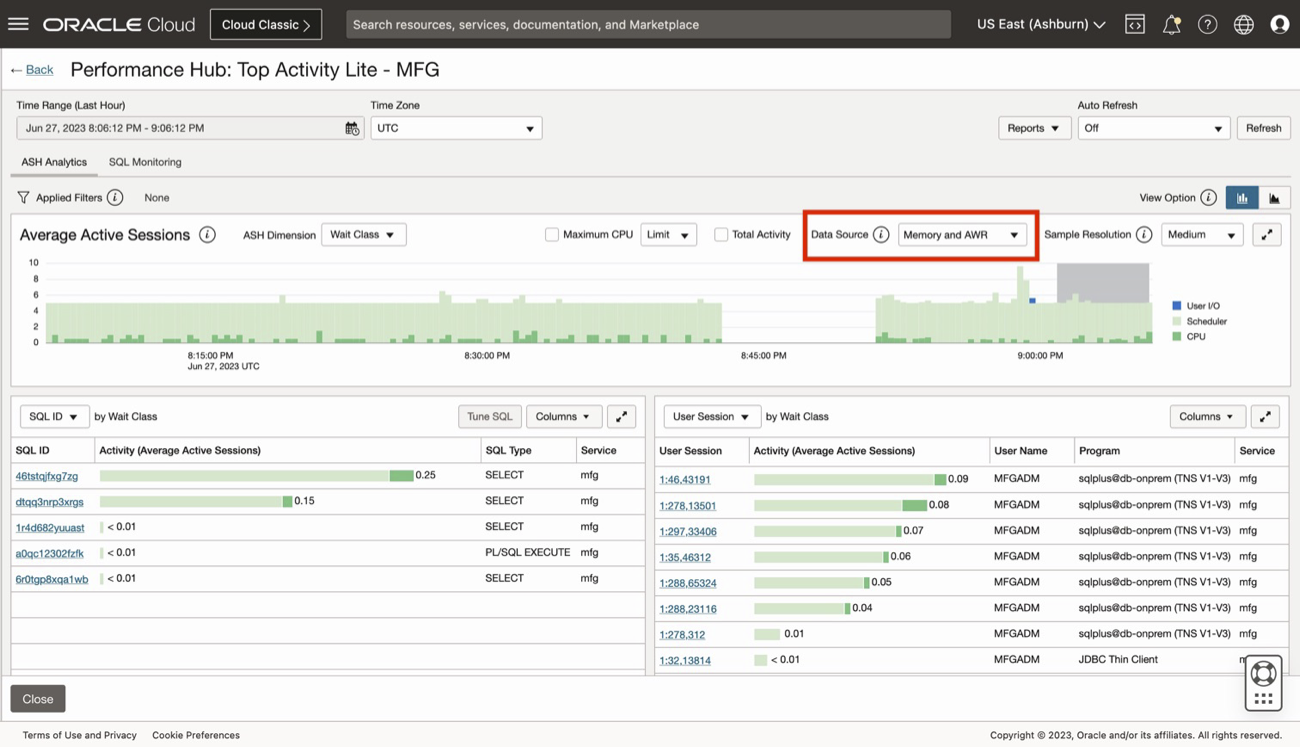 ORACLE Cloud Cloud Classic Search resources, services, documentation, and Marketplace US East (Ashburn)
← Back Performance Hub: Top Activity Lite - MFG
Time Range (Last Hour) Time Zone Auto Refresh
Jun 27, 2023 8:06:12 PM - 9:06:12 PM UTC Reports Off Refresh
ASH Analytics SQL Monitoring
Applied Filters i None View Option i
Average Active Sessions i ASH Dimension Wait Class Maximum CPU Limit Total Activity Data Source i Memory and AWR Sample Resolution i Medium
10
8
6
4
2
0
User I/O
Scheduler
CPU
8:15:00 PM 8:30:00 PM 8:45:00 PM 9:00:00 PM
Jun 27, 2023 UTC
SQL ID by Wait Class Tune SQL Columns
SQL ID Activity (Average Active Sessions) SQL Type Service
46tstqjfxg7zg 0.25 SELECT mfg
dtqq3nrp3xrgs 0.15 SELECT mfg
1r4d682yuuast < 0.01 SELECT mfg
a0qc12302fzfk < 0.01 PL/SQL EXECUTE mfg
6r0tgp8xqa1wb < 0.01 SELECT mfg
User Session by Wait Class Columns
User Session Activity (Average Active Sessions) User Name Program Service
1:46,43191 0.09 MFGADM sqlplus@db-onprem (TNS V1-V3) mfg
1:278,13501 0.08 MFGADM sqlplus@db-onprem (TNS V1-V3) mfg
1:297,33406 0.07 MFGADM sqlplus@db-onprem (TNS V1-V3) mfg
1:35,46312 0.06 MFGADM sqlplus@db-onprem (TNS V1-V3) mfg
1:288,65324 0.05 MFGADM sqlplus@db-onprem (TNS V1-V3) mfg
1:288,23116 0.04 MFGADM sqlplus@db-onprem (TNS V1-V3) mfg
1:278,312 0.01 MFGADM sqlplus@db-onprem (TNS V1-V3) mfg
1:32,13814 < 0.01 MFGADM JDBC Thin Client
Close
Terms of Use and Privacy Cookie Preferences Copyright © 2023, Oracle and/or its affiliates. All rights reserved.